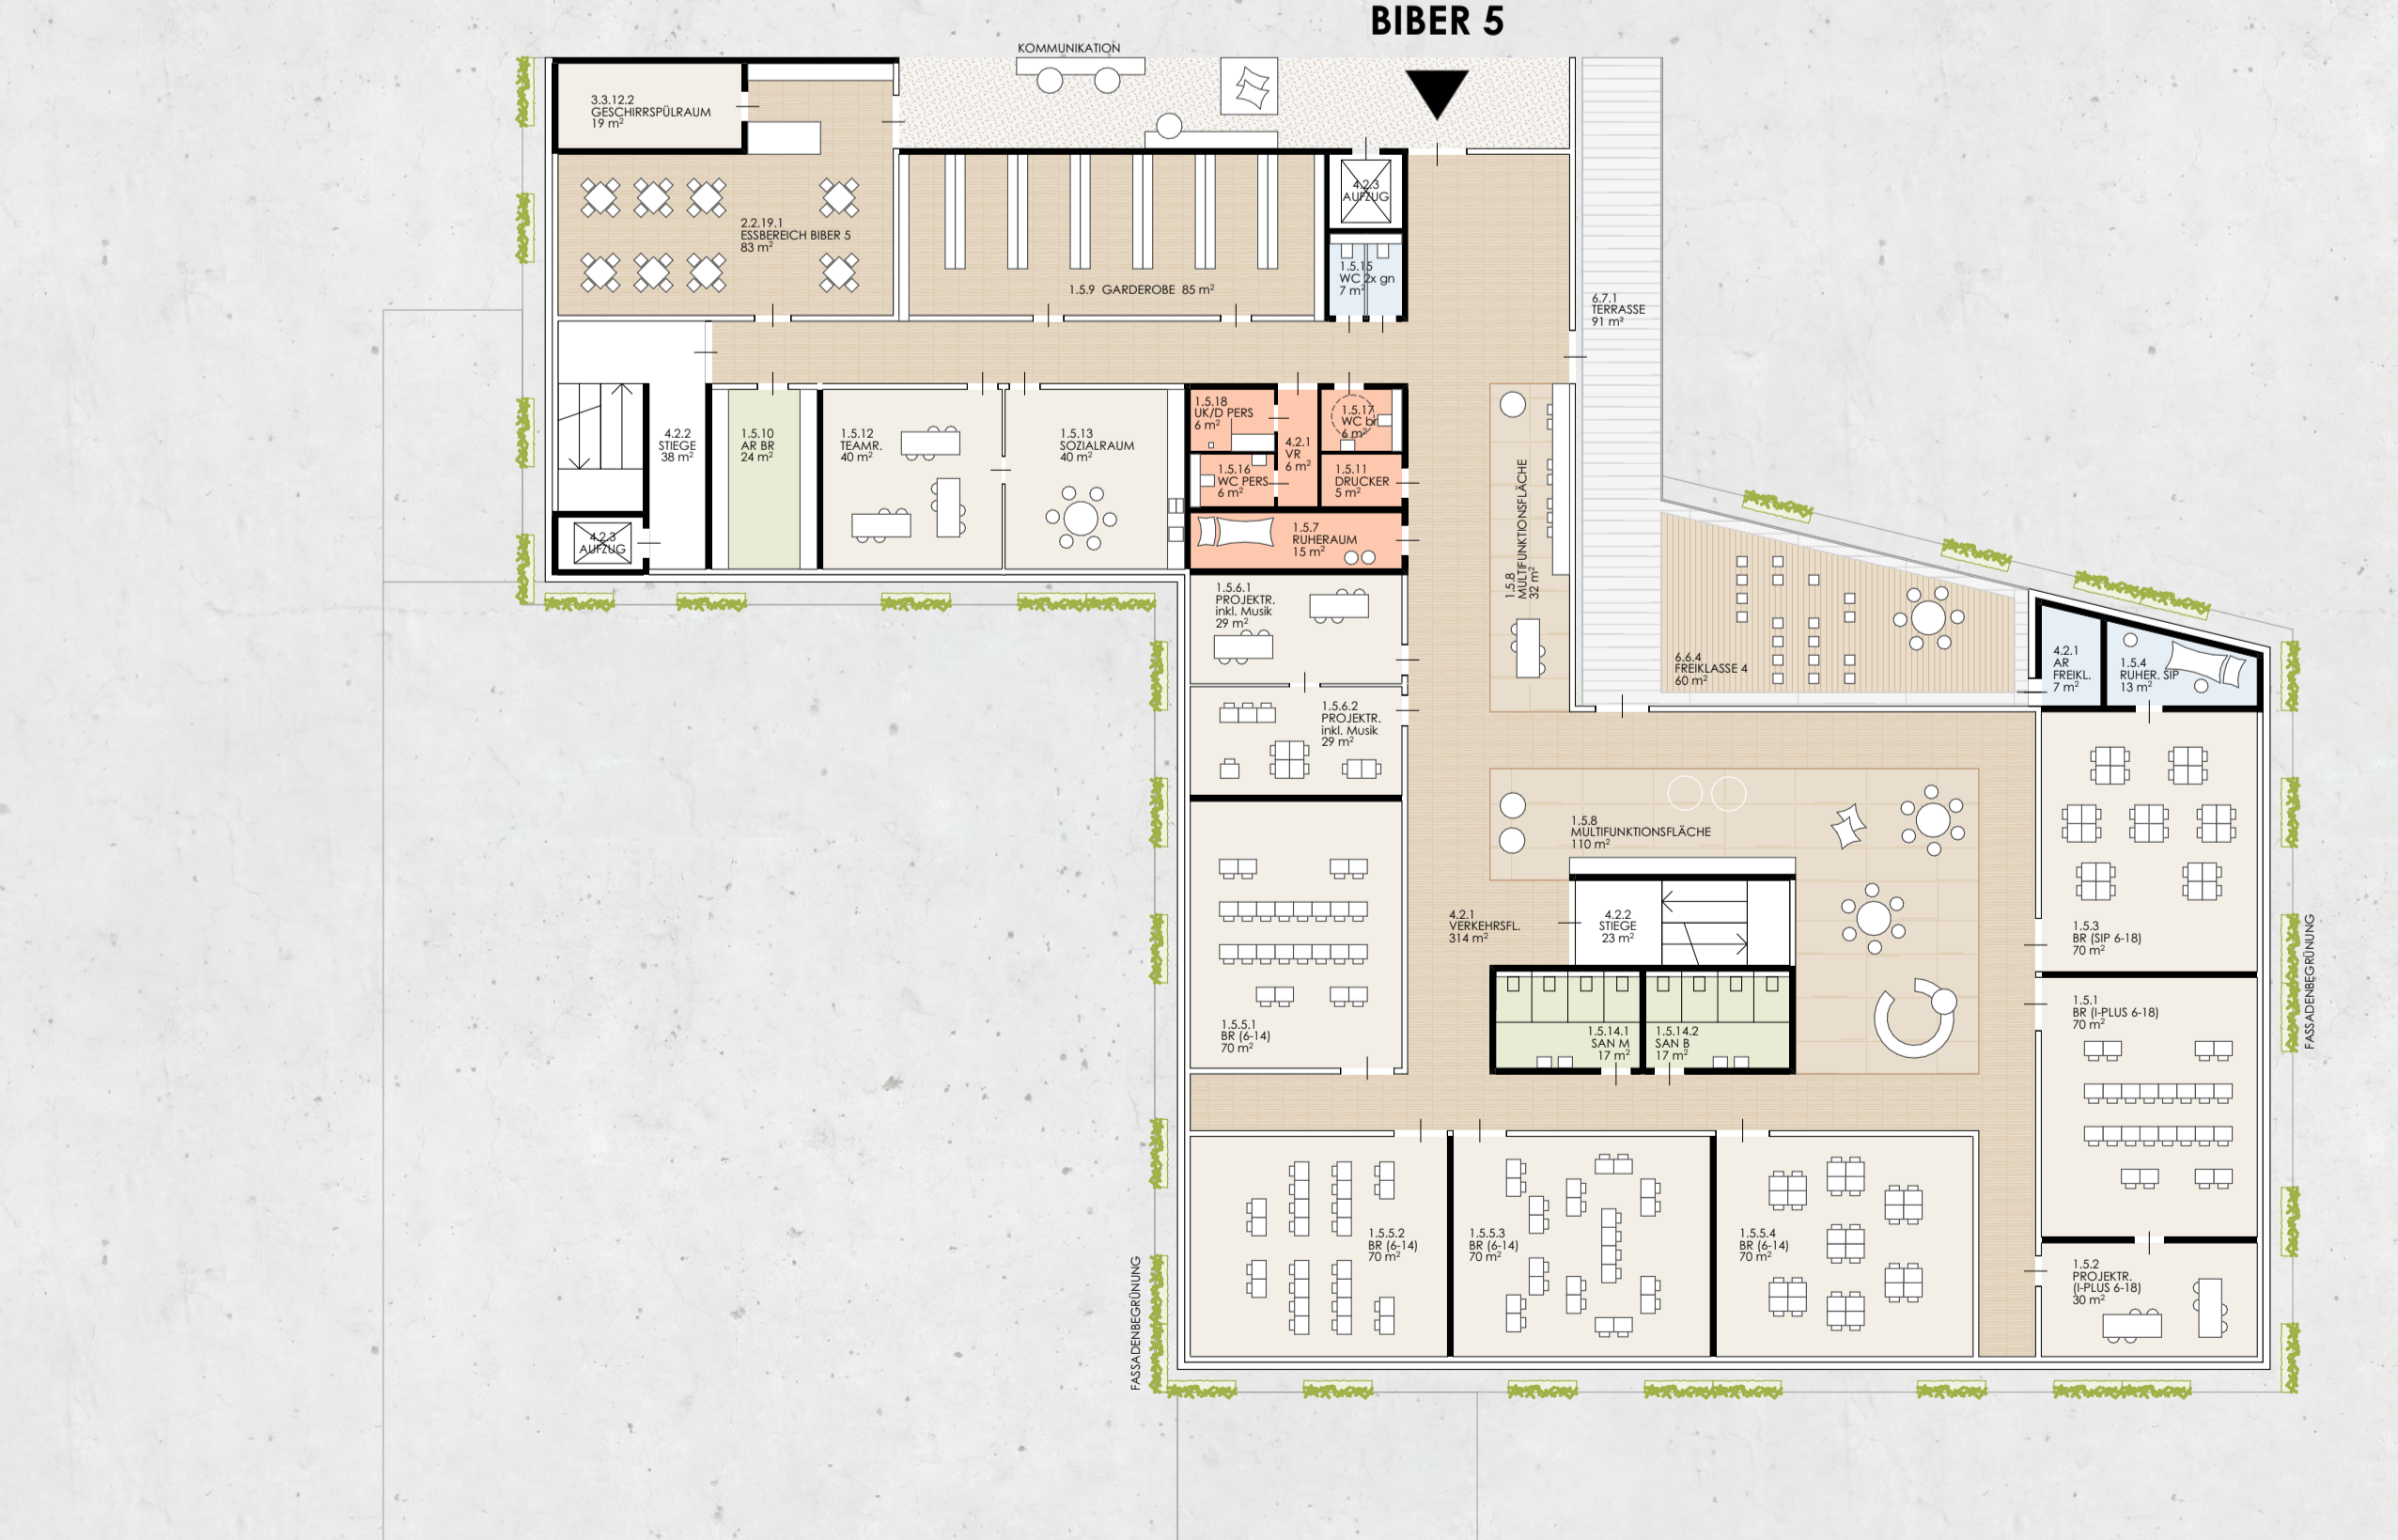 BIBER 5
KOMMUNIKATION
3.3.12.2
GESCHIRRSPÜLRAUM
19 m²
4.2.3
AUFZUG
2.2.19.1
ESSBEREICH BIBER 5
83 m²
1.5.9 GARDEROBE 85 m²
1.5.15
WC 2x gn
7 m²
6.7.1
TERRASSE
91 m²
4.2.2
STIEGE
38 m²
1.5.10
AR BR
24 m²
1.5.12
TEAMR.
40 m²
1.5.13
SOZIALRAUM
40 m²
1.5.18
UK/D PERS
6 m²
1.5.17
WC br
6 m²
4.2.1
VR
6 m²
1.5.16
WC PERS
6 m²
1.5.11
DRUCKER
5 m²
4.2.3
AUFZUG
1.5.7
RUHERAUM
15 m²
1.5.8
MULTIFUNKTIONSFLÄCHE
32 m²
1.5.6.1
PROJEKTR.
inkl. Musik
29 m²
6.6.4
FREIKLASSE 4
60 m²
4.2.1
AR
FREIKL.
7 m²
1.5.4
RUHER. SIP
13 m²
1.5.6.2
PROJEKTR.
inkl. Musik
29 m²
1.5.8
MULTIFUNKTIONSFLÄCHE
110 m²
4.2.1
VERKEHRSFL.
314 m²
4.2.2
STIEGE
23 m²
1.5.3
BR (SIP 6-18)
70 m²
FASSADENBEGRÜNUNG
1.5.5.1
BR (6-14)
70 m²
1.5.14.1
SAN M
17 m²
1.5.14.2
SAN B
17 m²
1.5.1
BR (I-PLUS 6-18)
70 m²
1.5.5.2
BR (6-14)
70 m²
1.5.5.3
BR (6-14)
70 m²
1.5.5.4
BR (6-14)
70 m²
1.5.2
PROJEKTR.
(I-PLUS 6-18)
30 m²
FASSADENBEGRÜNUNG